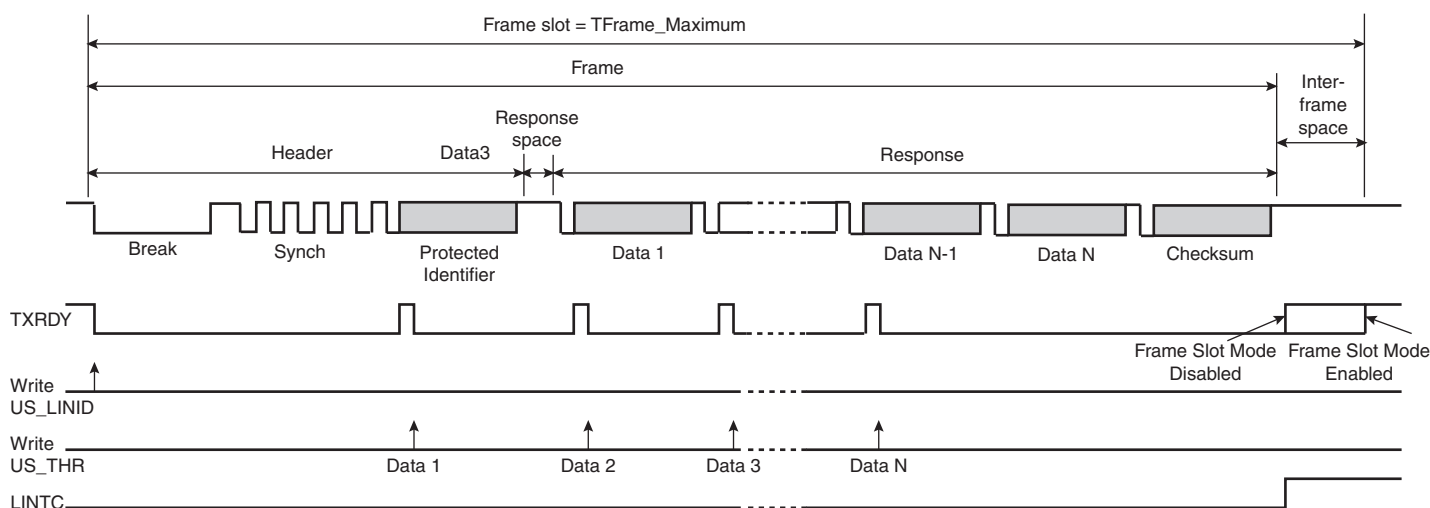 Frame slot = TFrame_Maximum
Frame
Inter-
frame
space
Response
space
Header
Data3
Response
Break
Synch
Protected
Identifier
Data 1
Data N-1
Data N
Checksum
TXRDY
Frame Slot Mode
Disabled
Frame Slot Mode
Enabled
Write
US_LINID
Write
US_THR
Data 1
Data 2
Data 3
Data N
LINTC